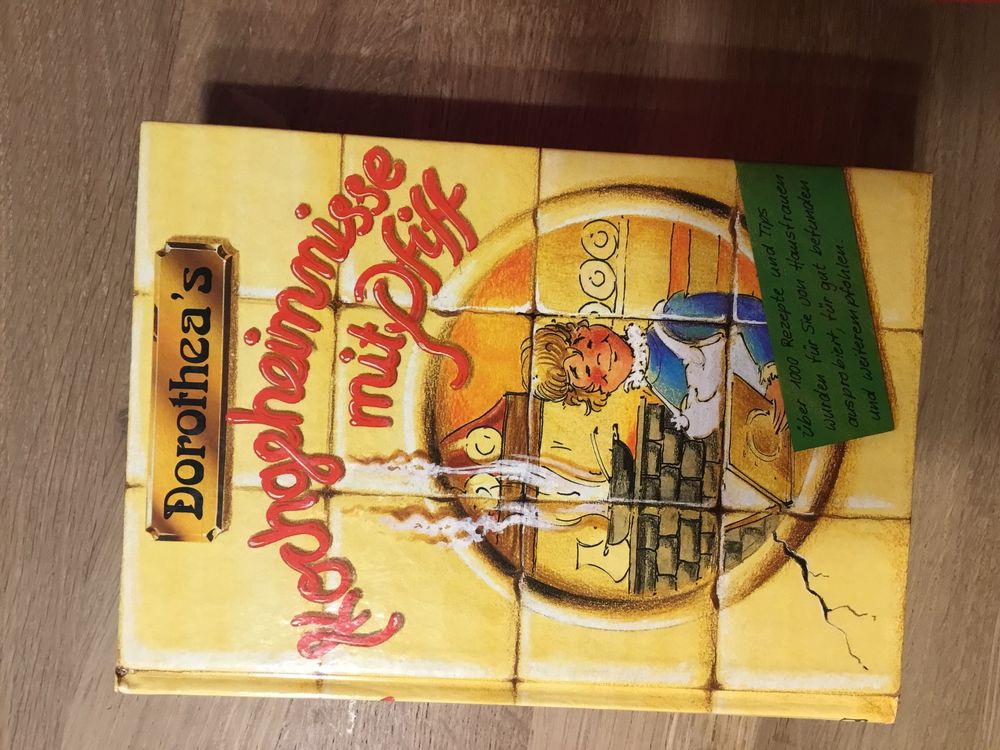 Dorothea's
Kochgeheimnisse
mit Pfiff
über 1000 Rezepte und Tips
wurden für Sie von Hausfrauen
ausprobiert, für gut befunden
und weiterempfohlen.